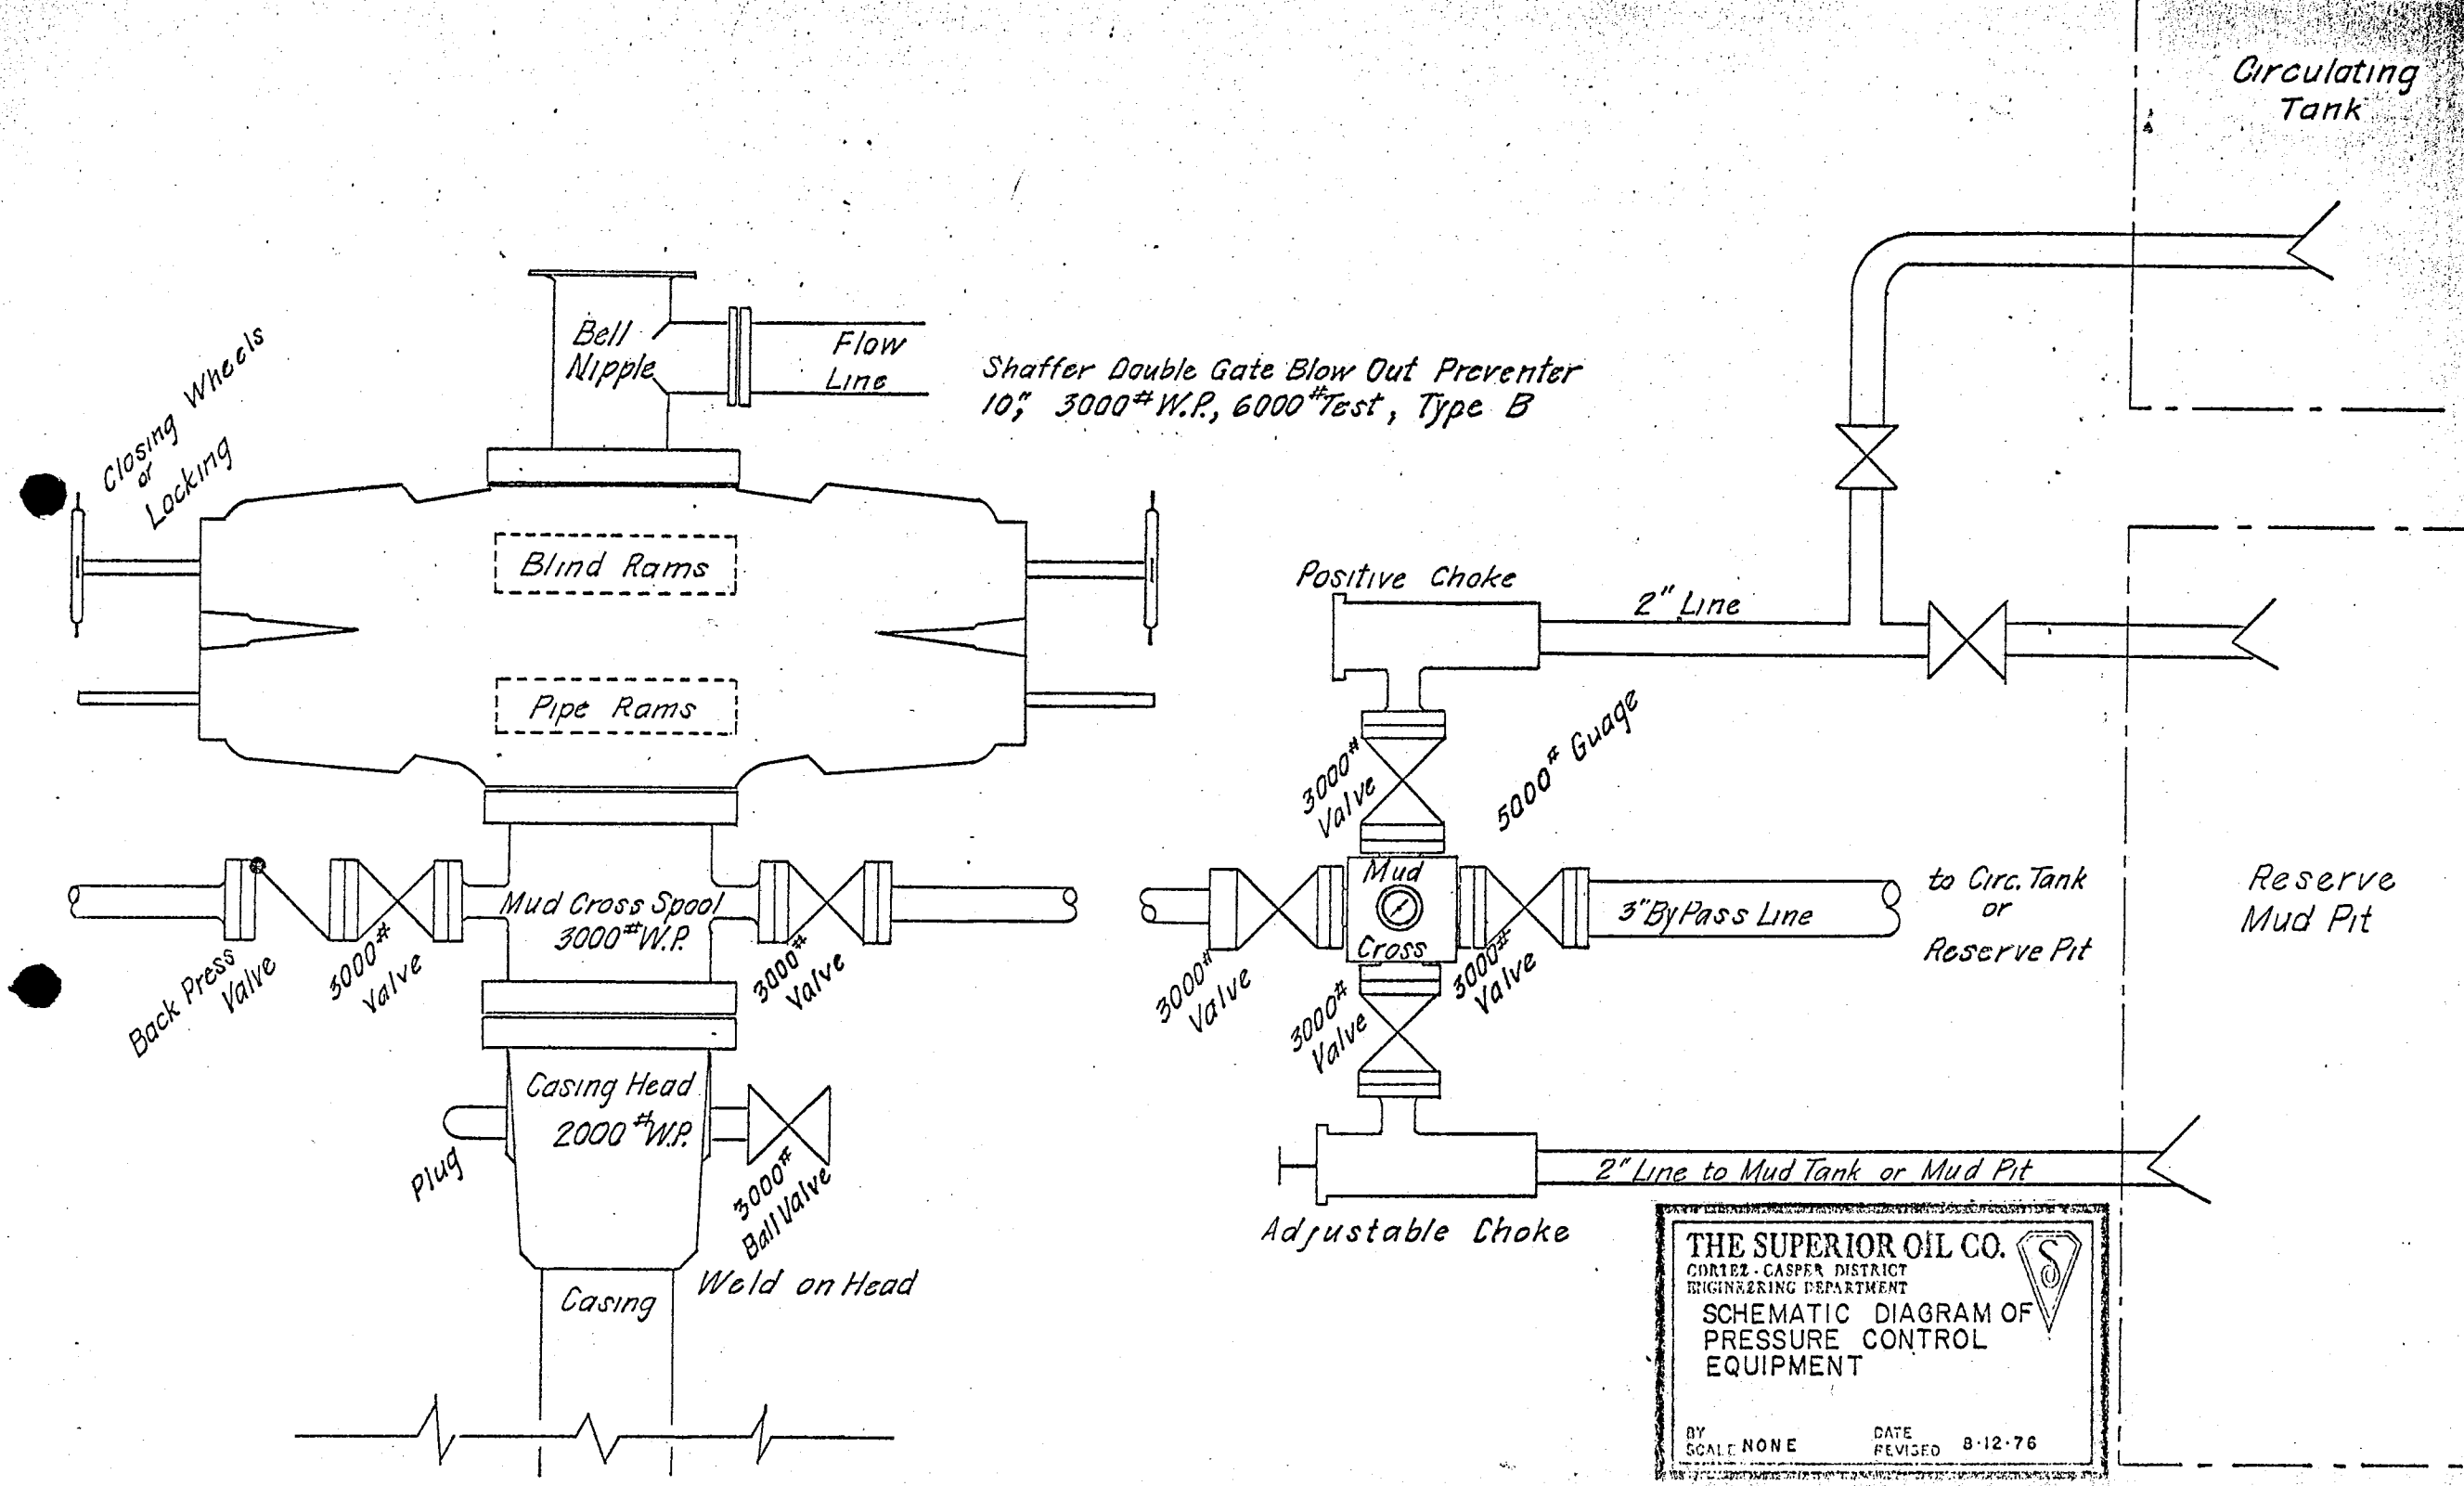 Circulating
Tank
Bell
Nipple
Flow
Line
Shaffer Double Gate Blow Out Preventer
10", 3000# W.P., 6000# Test, Type B
Closing Wheels
or
Locking
Blind Rams
Pipe Rams
Positive Choke
2" Line
3000#
Valve
5000# Guage
Mud Cross Spool
3000# W.P.
Back Press
Valve
3000#
Valve
3000#
Valve
3000#
Valve
Mud
Cross
3000#
Valve
3000#
Valve
3" By Pass Line
to Circ. Tank
or
Reserve Pit
Reserve
Mud Pit
Casing Head
2000# W.P.
Plug
3000#
Ball Valve
Weld on Head
Casing
2" Line to Mud Tank or Mud Pit
Adjustable Choke
THE SUPERIOR OIL CO.
CORTEZ - CASPER DISTRICT
ENGINEERING DEPARTMENT
S
SCHEMATIC DIAGRAM OF
PRESSURE CONTROL
EQUIPMENT
BY
SCALE NONE
DATE
REVISED 8-12-76